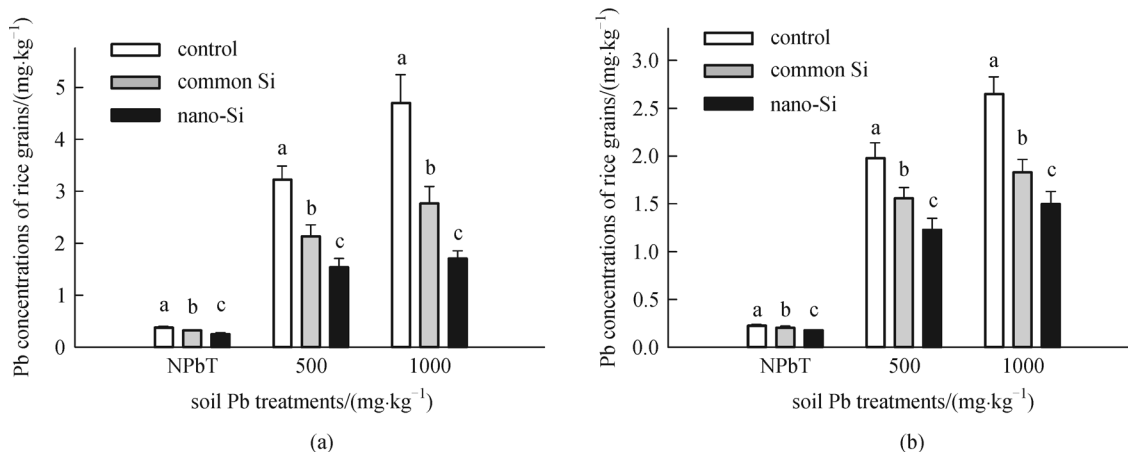 Pb concentrations of rice grains/(mg·kg⁻¹)
control
common Si
nano-Si
5
4
3
2
1
0
a
b
c
a
b
c
a
b
c
NPbT
500
1000
soil Pb treatments/(mg·kg⁻¹)
(a)
Pb concentrations of rice grains/(mg·kg⁻¹)
control
common Si
nano-Si
3.0
2.5
2.0
1.5
1.0
0.5
0.0
a
b
c
a
b
c
a
b
c
NPbT
500
1000
soil Pb treatments/(mg·kg⁻¹)
(b)